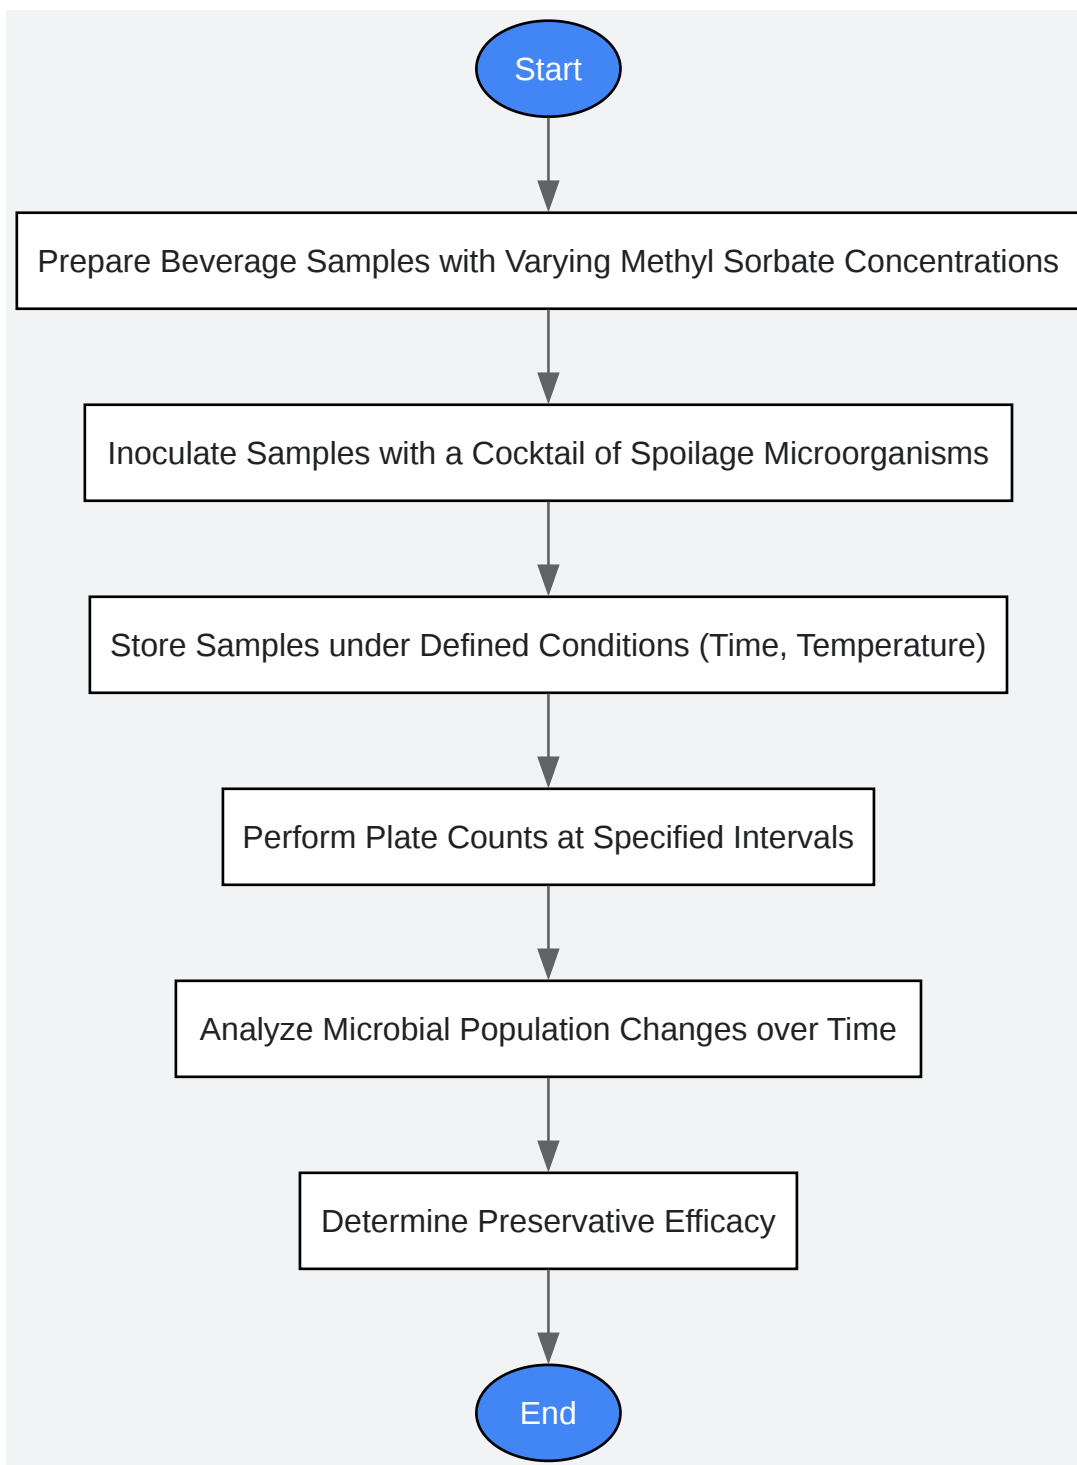 Start
Prepare Beverage Samples with Varying Methyl Sorbate Concentrations
Inoculate Samples with a Cocktail of Spoilage Microorganisms
Store Samples under Defined Conditions (Time, Temperature)
Perform Plate Counts at Specified Intervals
Analyze Microbial Population Changes over Time
Determine Preservative Efficacy
End